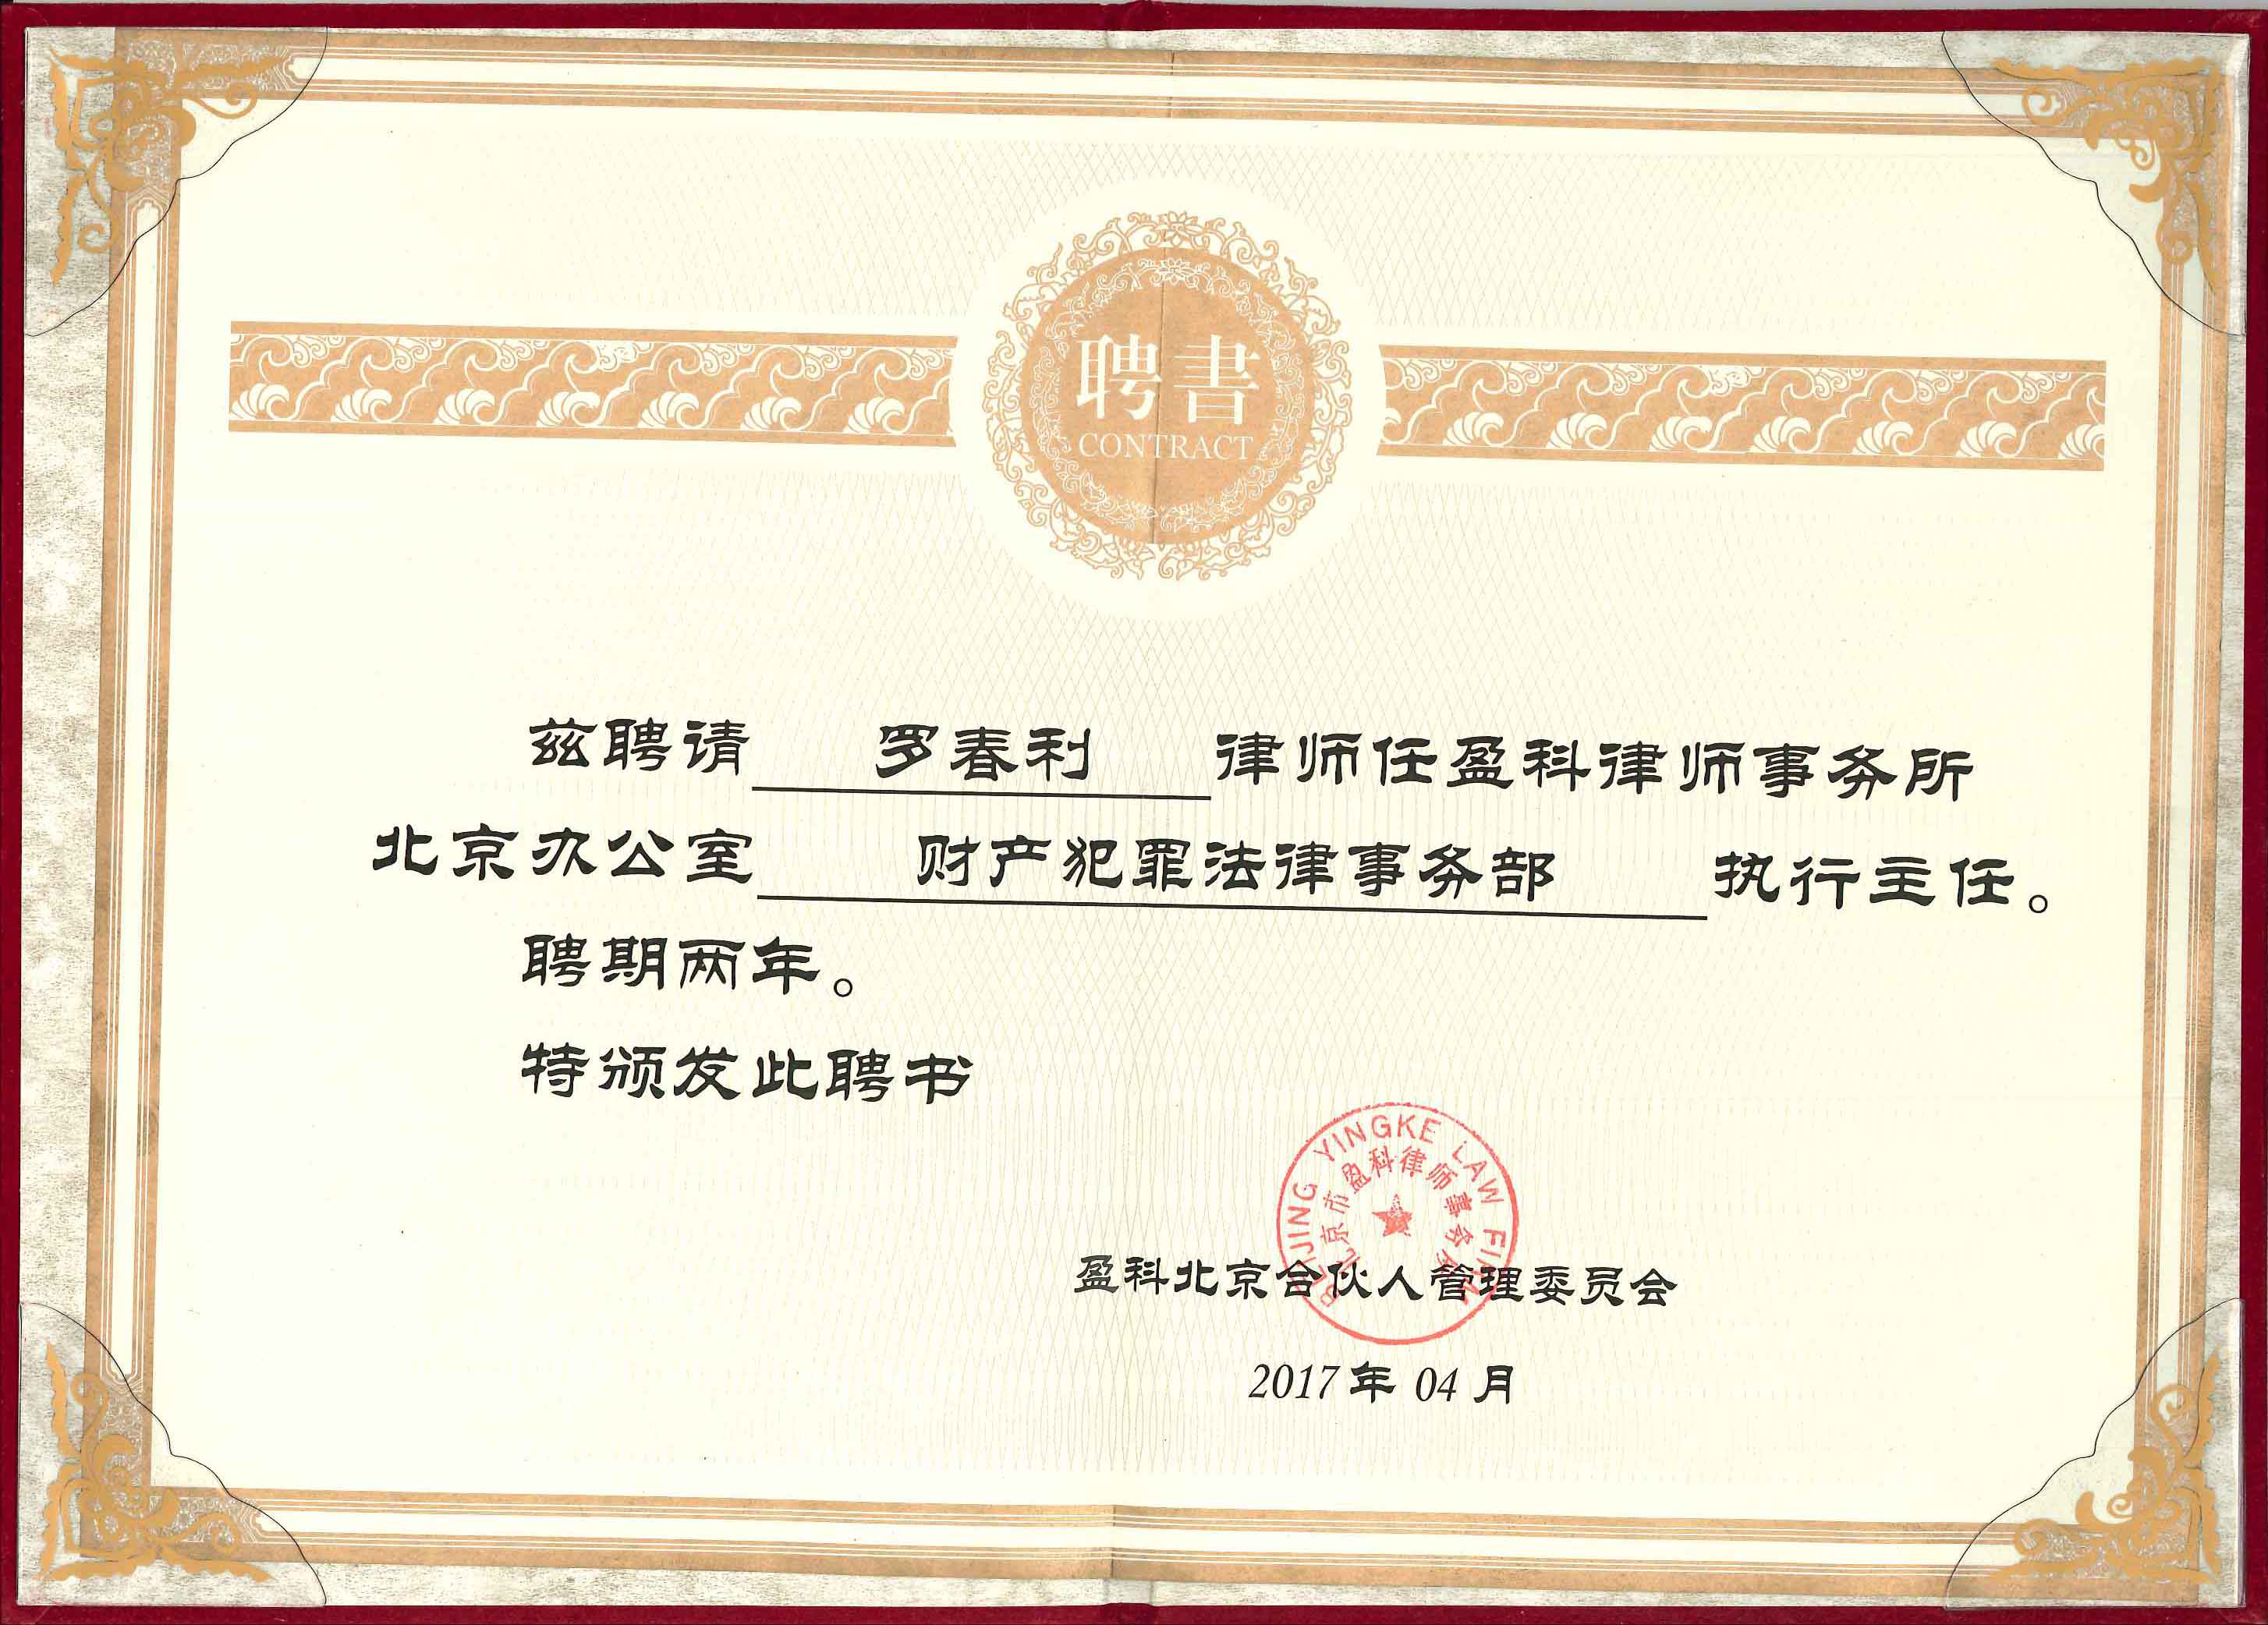 聘書
CONTRACT
兹聘请 罗春利 律师任盈科律师事务所
北京办公室 财产犯罪法律事务部 执行主任。
聘期两年。
特颁发此聘书
BEIJING YINGKE LAW FIRM
北京市盈科律师事务所
盈科北京合伙人管理委员会
2017年 04 月